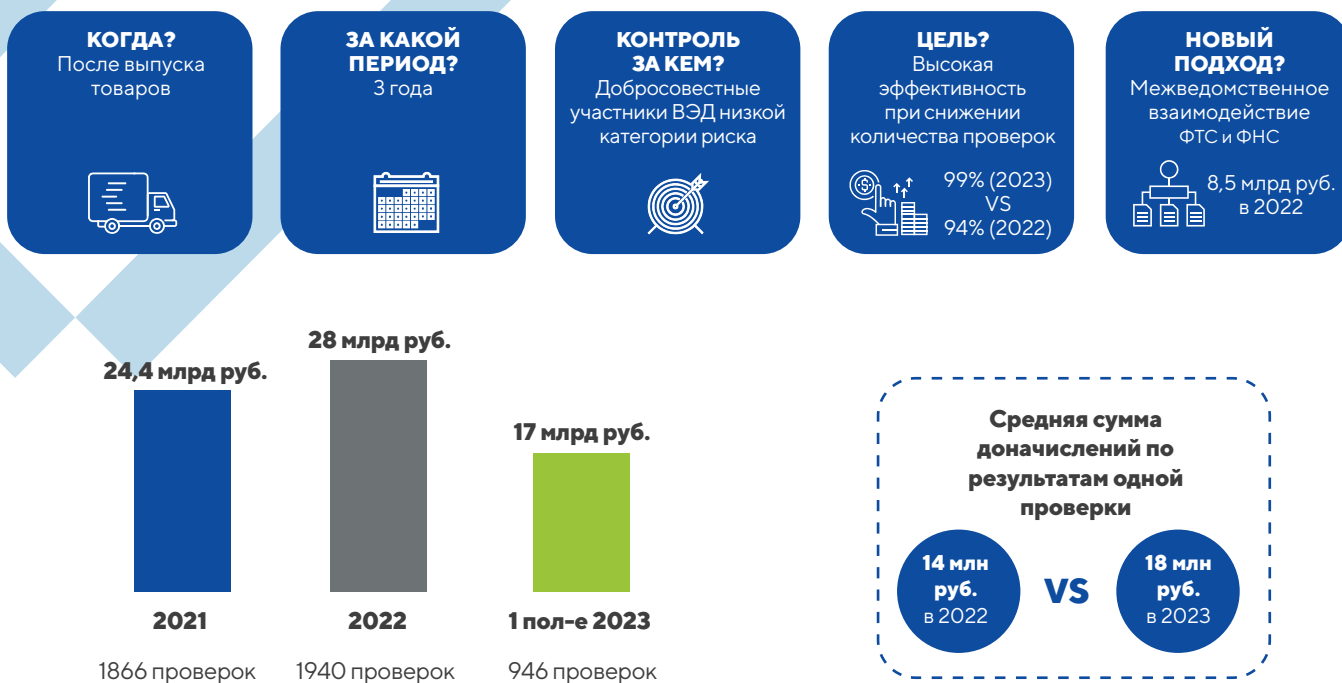 КОГДА?
После выпуска
товаров
ЗА КАКОЙ
ПЕРИОД?
3 года
КОНТРОЛЬ
ЗА КЕМ?
Добросовестные
участники ВЭД низкой
категории риска
ЦЕЛЬ?
Высокая
эффективность
при снижении
количества проверок
99% (2023)
VS
94% (2022)
НОВЫЙ
ПОДХОД?
Межведомственное
взаимодействие
ФТС и ФНС
8,5 млрд руб.
в 2022
24,4 млрд руб.
28 млрд руб.
17 млрд руб.
2021
2022
1 пол-е 2023
1866 проверок
1940 проверок
946 проверок
Средняя сумма
доначислений по
результатам одной
проверки
14 млн
руб.
в 2022
VS
18 млн
руб.
в 2023